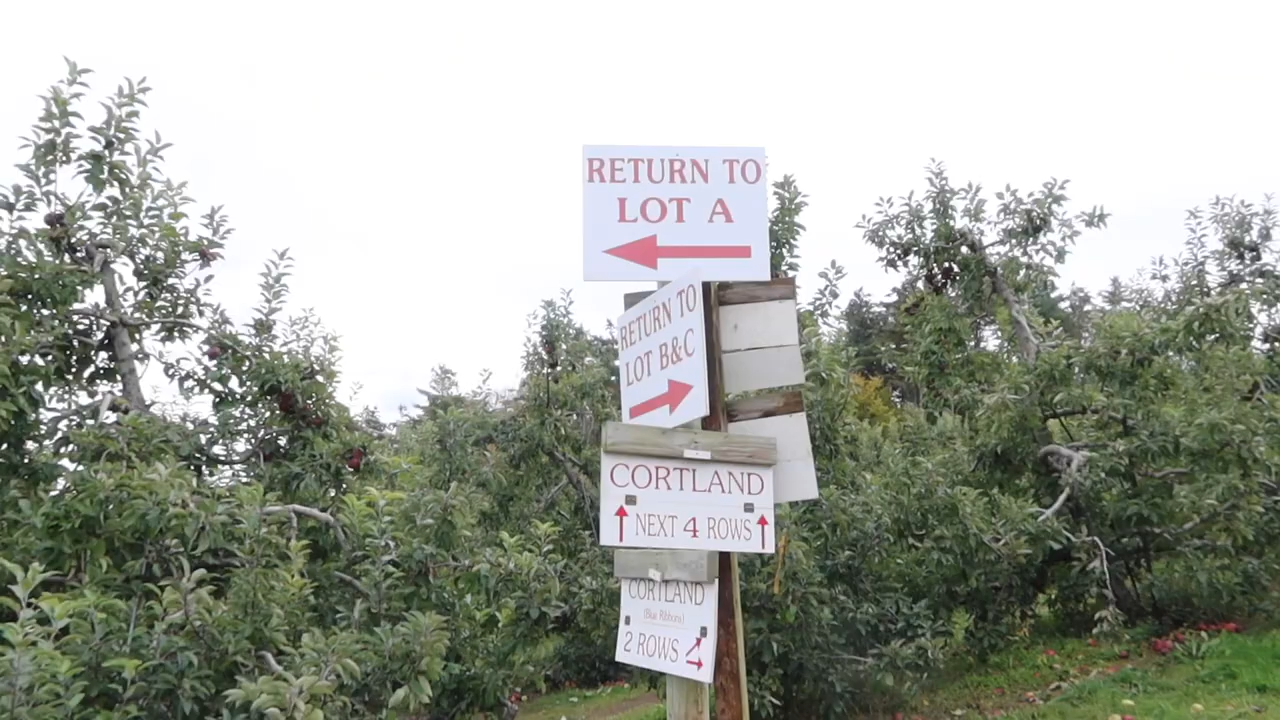 RETURN TO
LOT A
RETURN TO
LOT B&C
CORTLAND
NEXT 4 ROWS
CORTLAND
(Blue Ribbons)
2 ROWS